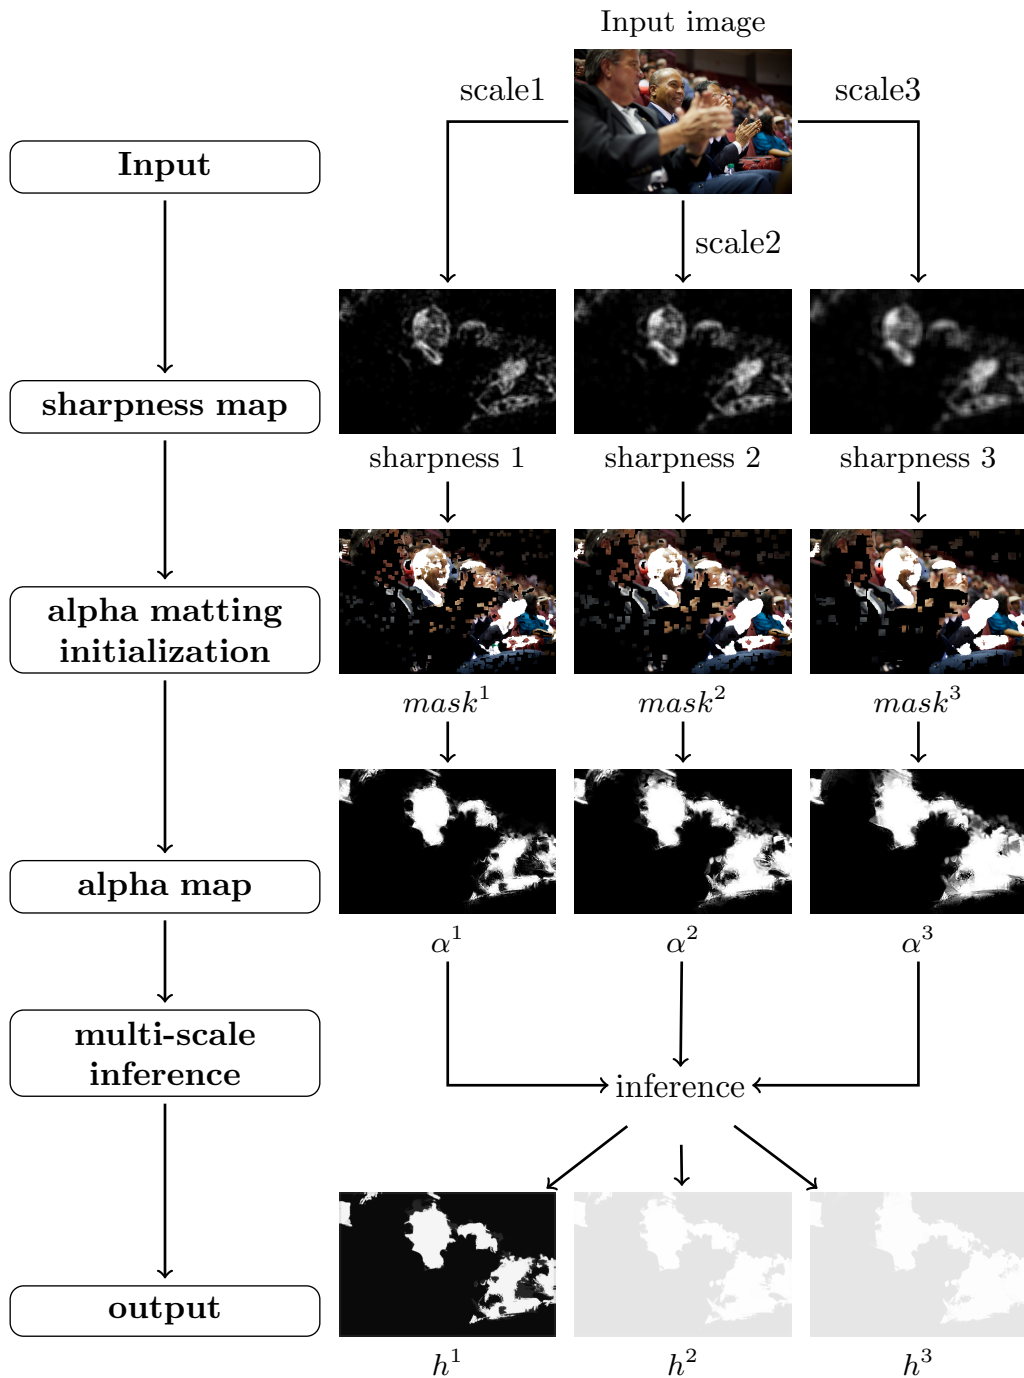 Input image
scale1
scale3
Input
scale2
sharpness map
sharpness 1
sharpness 2
sharpness 3
alpha matting
initialization
mask¹
mask²
mask³
alpha map
α¹
α²
α³
multi-scale
inference
inference
output
h¹
h²
h³